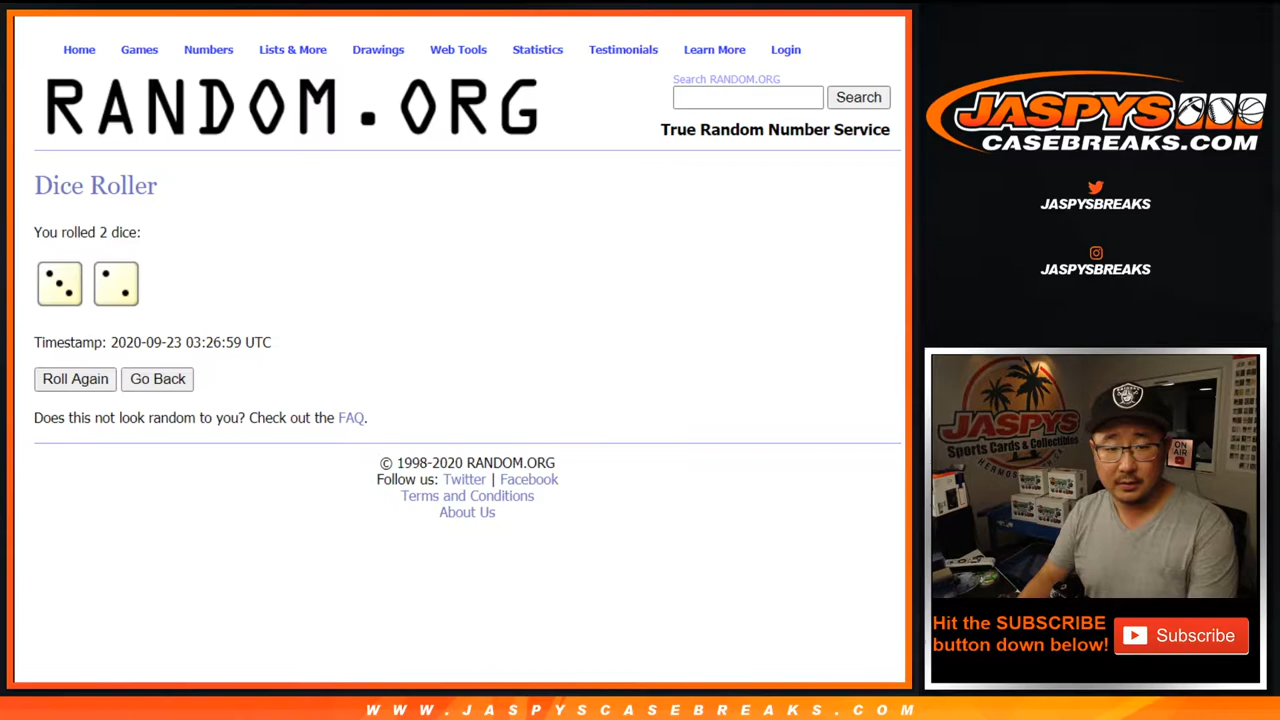 Home Games Numbers Lists & More Drawings Web Tools Statistics Testimonials Learn More Login
RANDOM.ORG
Search RANDOM.ORG
Search
True Random Number Service
Dice Roller
You rolled 2 dice:
Timestamp: 2020-09-23 03:26:59 UTC
Roll Again Go Back
Does this not look random to you? Check out the FAQ.
© 1998-2020 RANDOM.ORG
Follow us: Twitter | Facebook
Terms and Conditions
About Us
JASPYS
CASEBREAKS.COM
JASPYSBREAKS
JASPYSBREAKS
JASPYS
Sports Cards & Collectibles
RAIDERS
ON
AIR
Hit the SUBSCRIBE
button down below!
Subscribe
WWW.JASPYSCASEBREAKS.COM